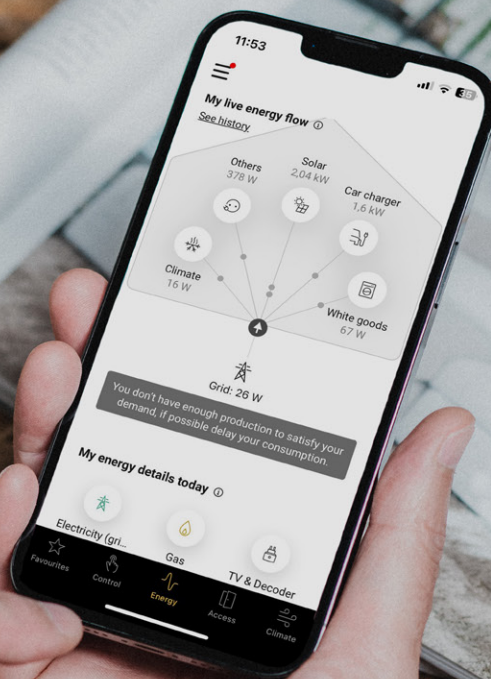 11:53
35
My live energy flow
See history
Others
378 W
Solar
2,04 kW
Car charger
1,6 kW
Climate
16 W
White goods
67 W
Grid: 26 W
You don't have enough production to satisfy your
demand, if possible delay your consumption.
My energy details today
Electricity (gri...
Gas
TV & Decoder
Favourites
Control
Energy
Access
Climate